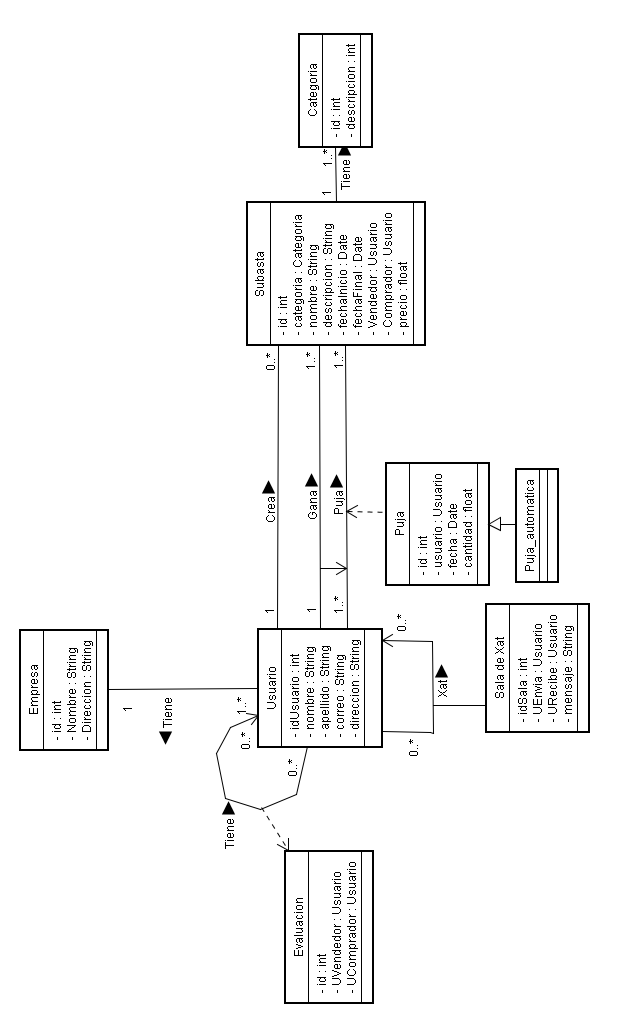 Empresa
- id : int
- Nombre : String
- Direccion : String
1
Tiene
1..*
Usuario
- idUsuario : int
- nombre : String
- apellido : String
- correo : String
- direccion : String
0..*
0..*
Tiene
Evaluacion
- id : int
- UVendedor : Usuario
- UComprador : Usuario
1
Crea
0..*
1
Gana
1..*
1..*
Puja
1..*
Subasta
- id : int
- categoria : Categoria
- nombre : String
- descripcion : String
- fechaInicio : Date
- fechaFinal : Date
- Vendedor : Usuario
- Comprador : Usuario
- precio : float
1
Tiene
1..*
Categoria
- id : int
- descripcion : int
Puja
- id : int
- usuario : Usuario
- fecha : Date
- cantidad : float
Puja_automatica
0..*
Xat
0..*
Sala de Xat
- idSala : int
- UEnvia : Usuario
- URecibe : Usuario
- mensaje : String